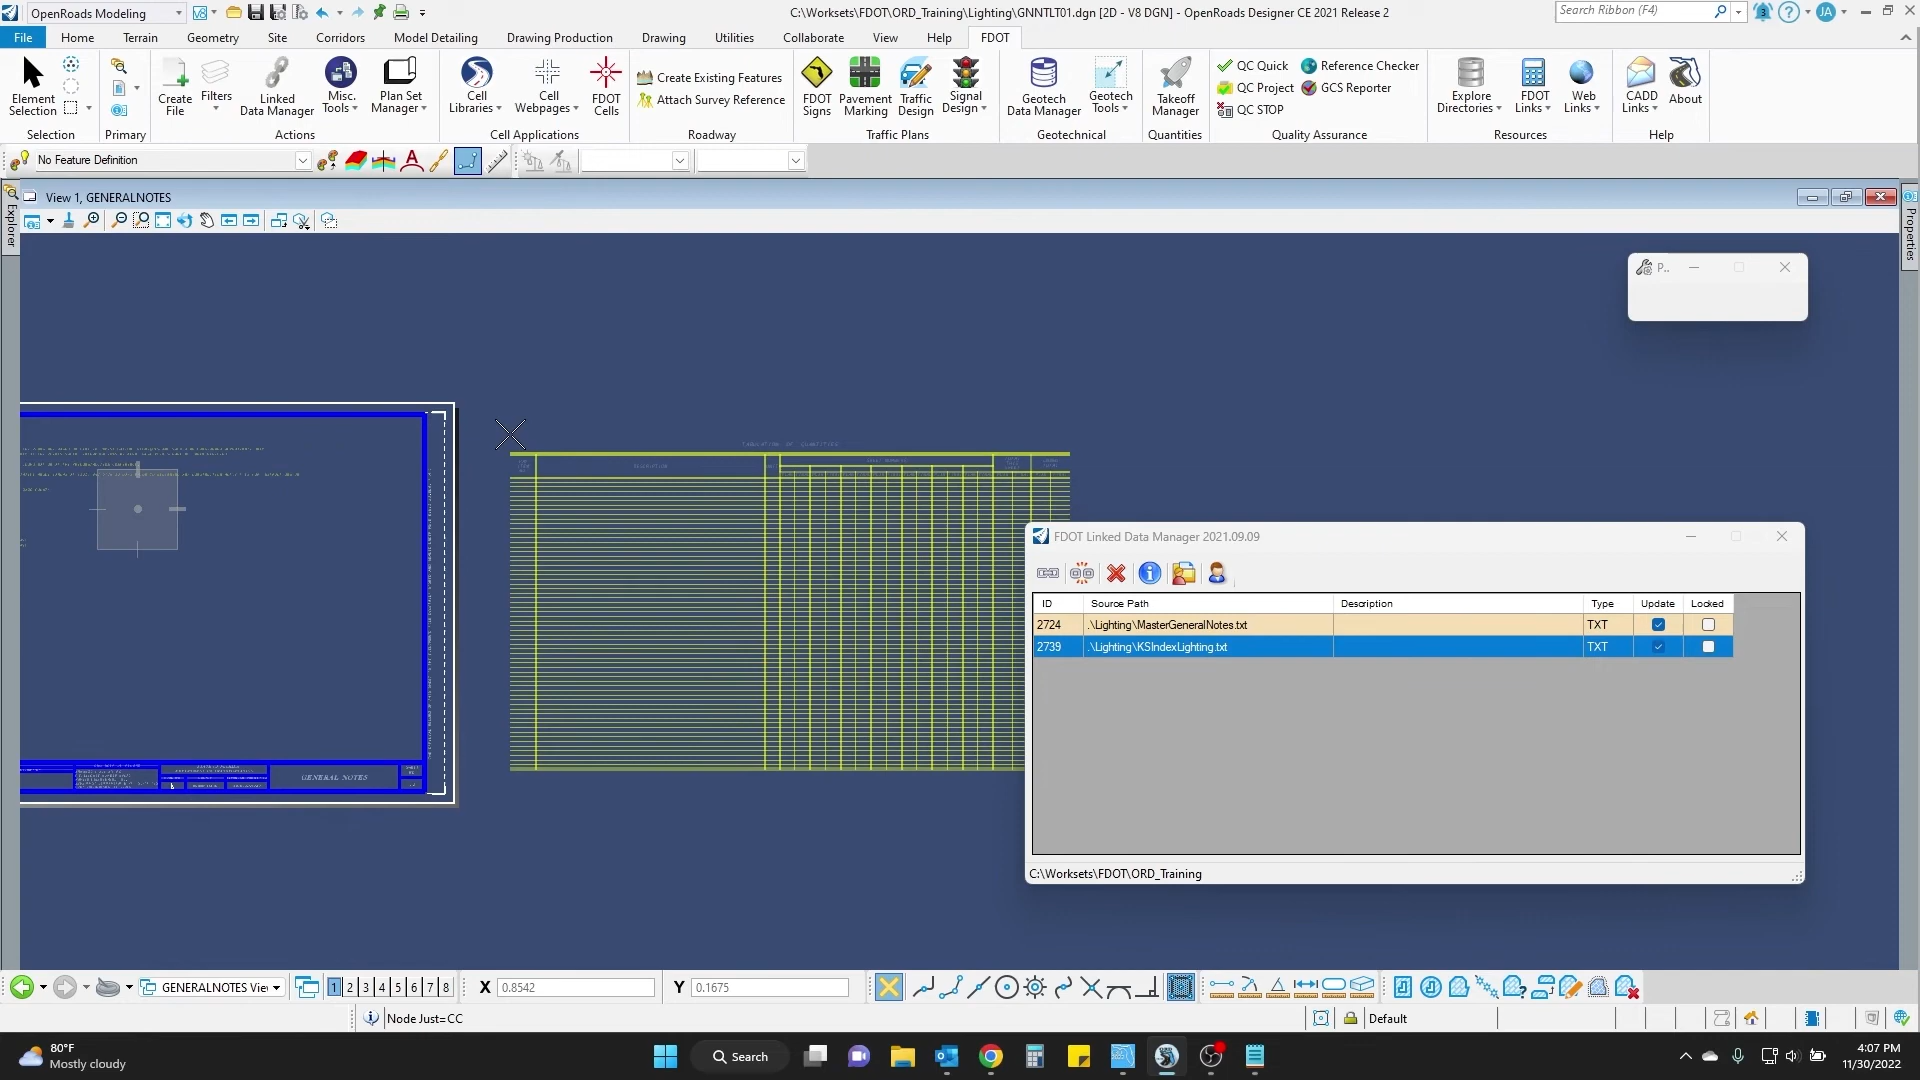 OpenRoads Modeling
C:\Worksets\FDOT\ORD_Training\Lighting\GNNTLT01.dgn [2D - V8 DGN] - OpenRoads Designer CE 2021 Release 2
Search Ribbon (F4)
JA
File Home Terrain Geometry Site Corridors Model Detailing Drawing Production Drawing Utilities Collaborate View Help FDOT
Element Selection
Create File
Filters
Linked Data Manager
Misc. Tools
Plan Set Manager
Cell Libraries
Cell Webpages
FDOT Cells
Create Existing Features
Attach Survey Reference
FDOT Signs
Pavement Marking
Traffic Design
Signal Design
Geotech Data Manager
Geotech Tools
Takeoff Manager
QC Quick
QC Project
QC STOP
Reference Checker
GCS Reporter
Explore Directories
FDOT Links
Web Links
CADD Links
About
Selection Primary Actions Cell Applications Roadway Traffic Plans Geotechnical Quantities Quality Assurance Resources Help
No Feature Definition
Explorer
View 1, GENERALNOTES
Properties
P..
TABULATION OF QUANTITIES
DESCRIPTION
GENERAL NOTES
FDOT Linked Data Manager 2021.09.09
ID Source Path Description Type Update Locked
2724 .\Lighting\MasterGeneralNotes.txt TXT
2739 .\Lighting\KSIndexLighting.txt TXT
C:\Worksets\FDOT\ORD_Training
GENERALNOTES Viev
1 2 3 4 5 6 7 8
X 0.8542
Y 0.1675
Node Just=CC
Default
80°F
Mostly cloudy
Search
4:07 PM
11/30/2022